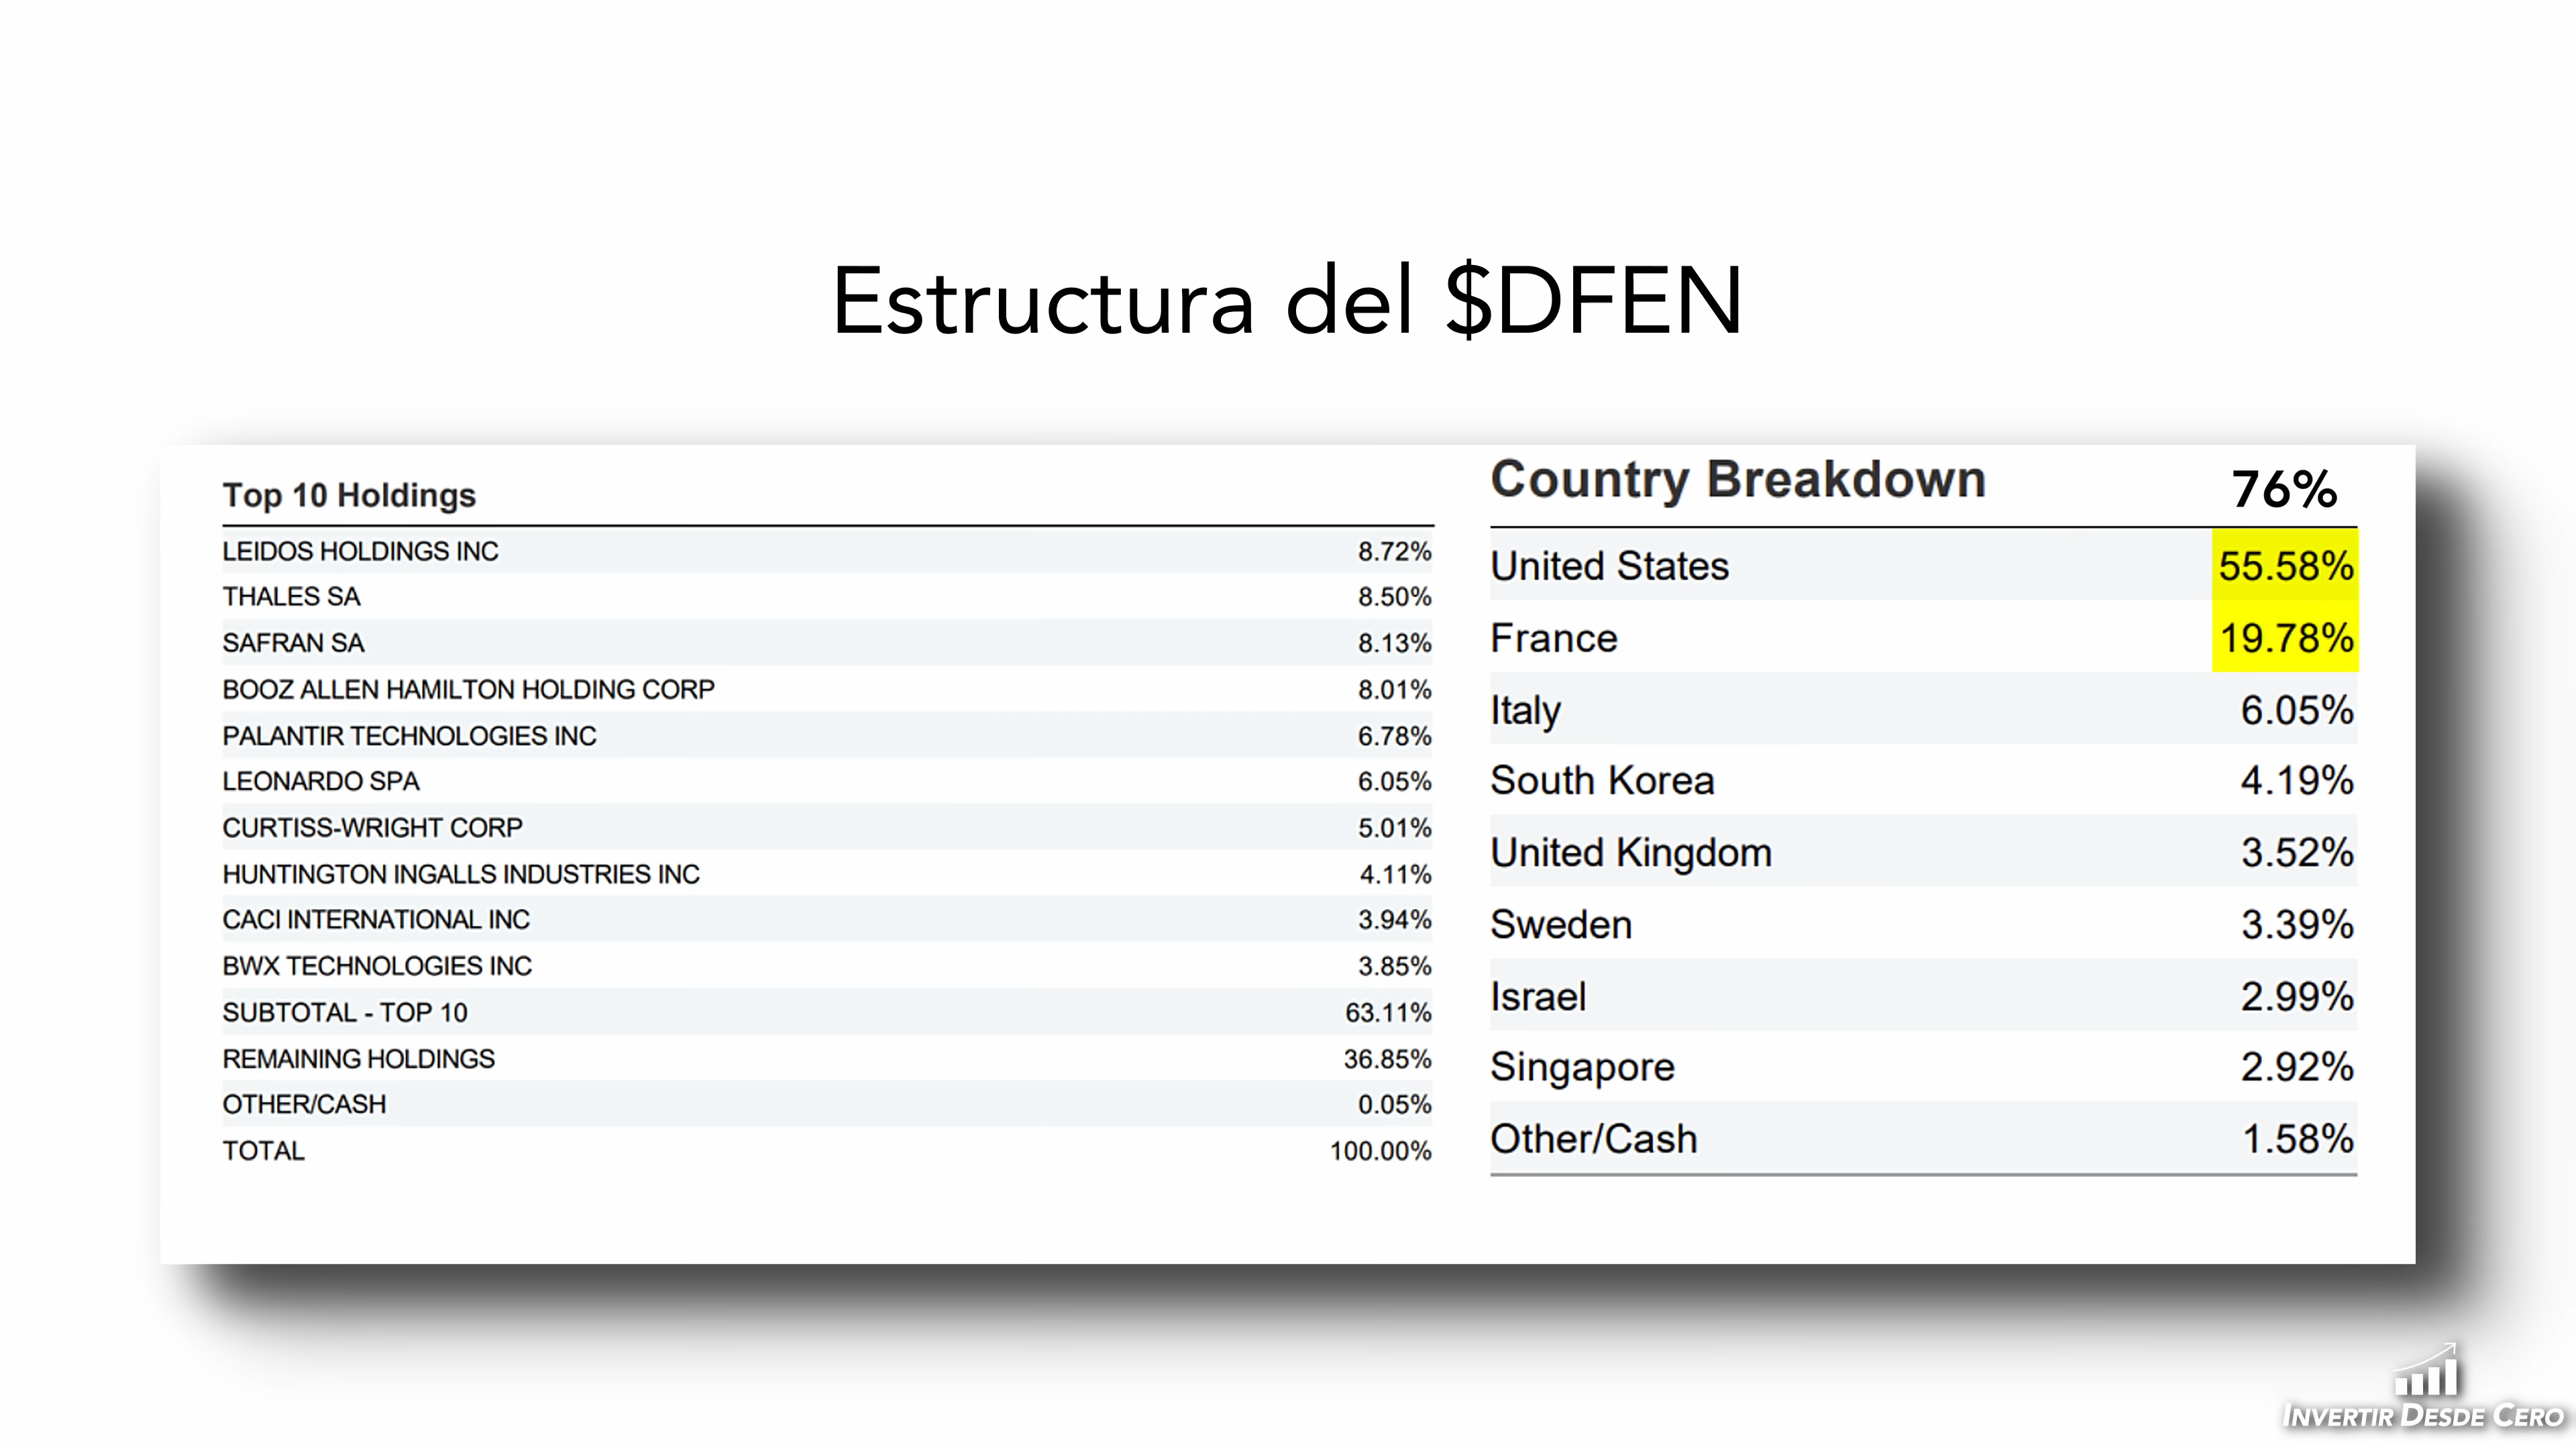 Estructura del $DFEN
Top 10 Holdings
LEIDOS HOLDINGS INC 8.72%
THALES SA 8.50%
SAFRAN SA 8.13%
BOOZ ALLEN HAMILTON HOLDING CORP 8.01%
PALANTIR TECHNOLOGIES INC 6.78%
LEONARDO SPA 6.05%
CURTISS-WRIGHT CORP 5.01%
HUNTINGTON INGALLS INDUSTRIES INC 4.11%
CACI INTERNATIONAL INC 3.94%
BWX TECHNOLOGIES INC 3.85%
SUBTOTAL - TOP 10 63.11%
REMAINING HOLDINGS 36.85%
OTHER/CASH 0.05%
TOTAL 100.00%
Country Breakdown 76%
United States 55.58%
France 19.78%
Italy 6.05%
South Korea 4.19%
United Kingdom 3.52%
Sweden 3.39%
Israel 2.99%
Singapore 2.92%
Other/Cash 1.58%
INVERTIR DESDE CERO